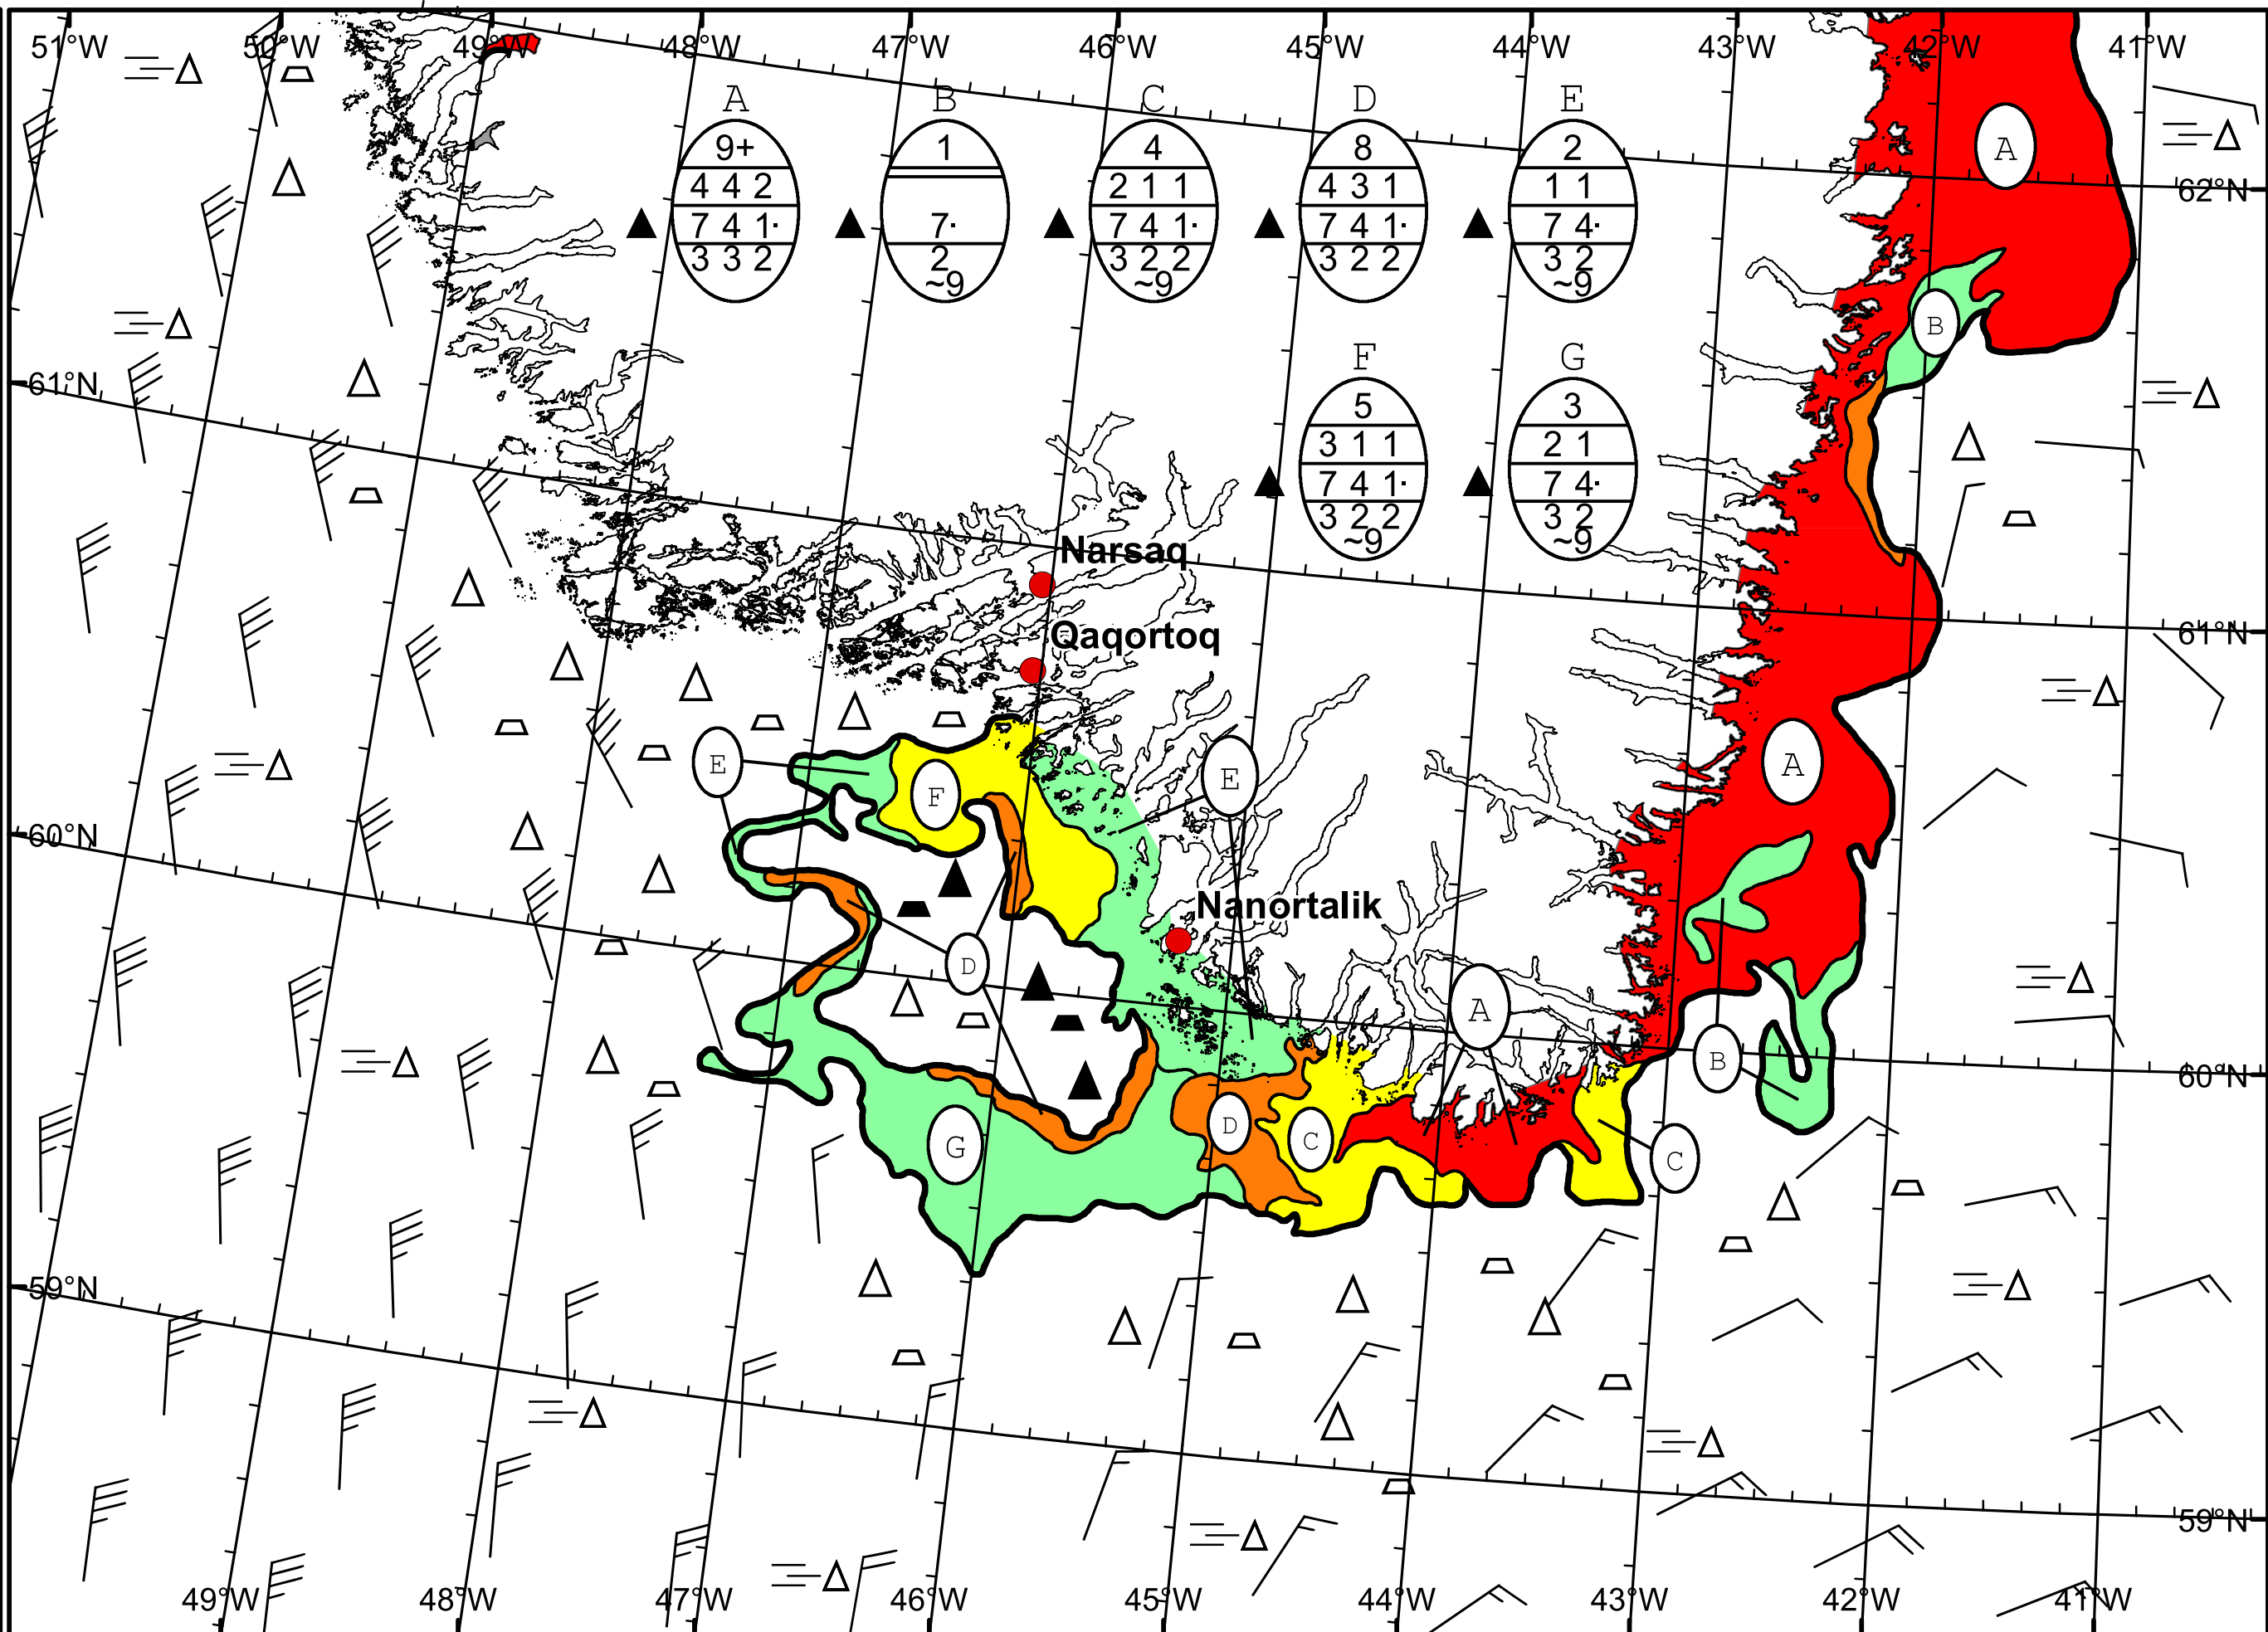 51°W 50°W 49°W 48°W 47°W 46°W 45°W 44°W 43°W 42°W 41°W
A B C D E
9+ 1 4 8 2
4 4 2 2 1 1 4 3 1 1 1
7 4 1· 7· 7 4 1· 7 4 1· 7 4·
3 3 2 2 3 2 2 3 2 2 3 2
~9 ~9 ~9
A
62°N
B
61°N
F G
5 3
3 1 1 2 1
7 4 1· 7 4·
3 2 2 3 2
~9 ~9
Narsaq
Qaqortoq
61°N
E
E
A
F
60°N
Nanortalik
D
A
B
60°N
D
C
G
C
59°N
59°N
49°W 48°W 47°W 46°W 45°W 44°W 43°W 42°W 41°W